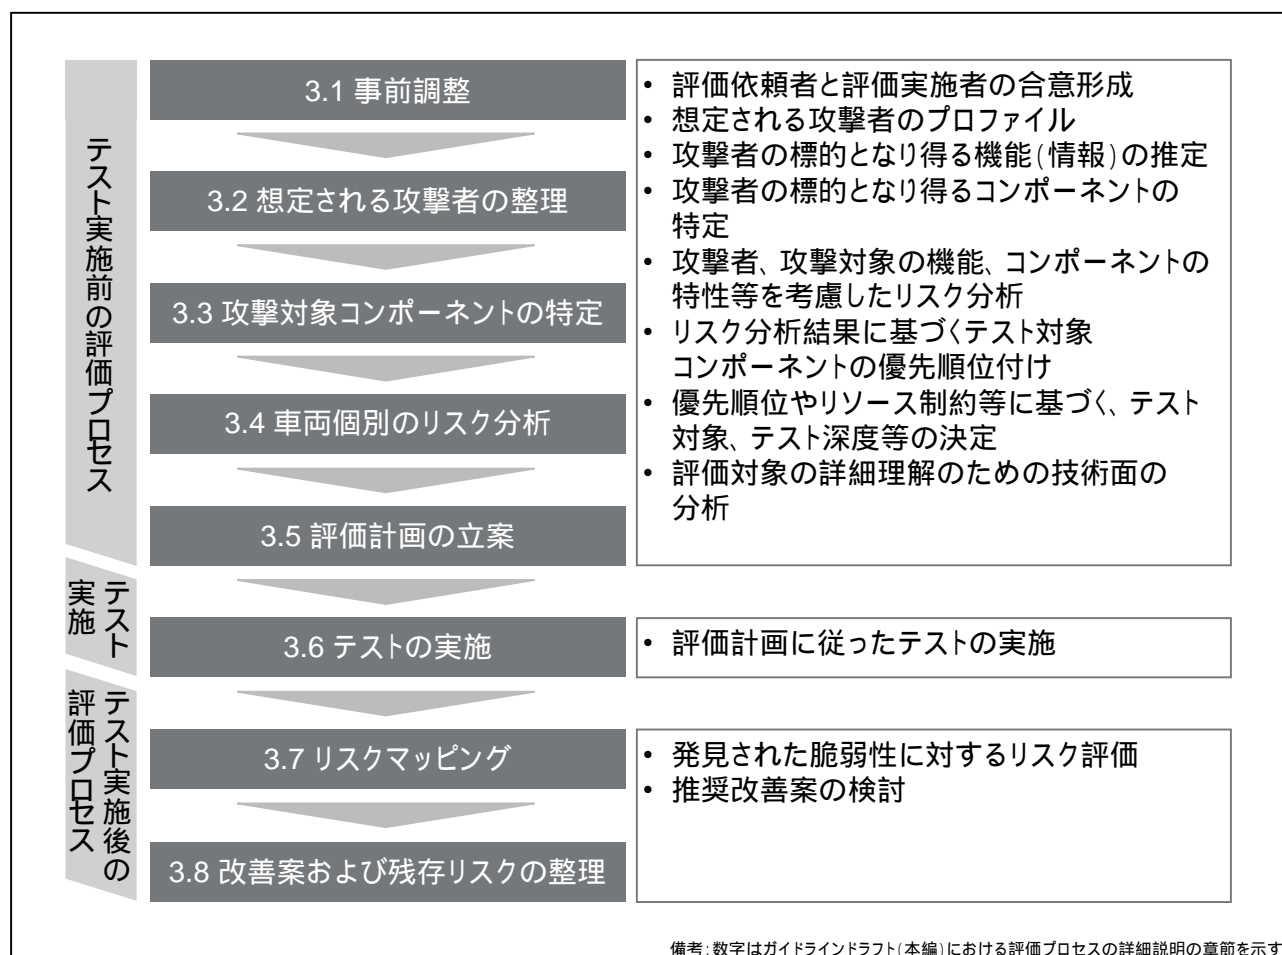 テスト実施前の評価プロセス
3.1 事前調整
3.2 想定される攻撃者の整理
3.3 攻撃対象コンポーネントの特定
3.4 車両個別のリスク分析
3.5 評価計画の立案
• 評価依頼者と評価実施者の合意形成
• 想定される攻撃者のプロファイル
• 攻撃者の標的となり得る機能(情報)の推定
• 攻撃者の標的となり得るコンポーネントの
特定
• 攻撃者、攻撃対象の機能、コンポーネントの
特性等を考慮したリスク分析
• リスク分析結果に基づくテスト対象
コンポーネントの優先順位付け
• 優先順位やリソース制約等に基づく、テスト
対象、テスト深度等の決定
• 評価対象の詳細理解のための技術面の
分析
テスト
実施
3.6 テストの実施
• 評価計画に従ったテストの実施
テスト実施後の
評価プロセス
3.7 リスクマッピング
3.8 改善案および残存リスクの整理
• 発見された脆弱性に対するリスク評価
• 推奨改善案の検討
備考:数字はガイドラインドラフト(本編)における評価プロセスの詳細説明の章節を示す